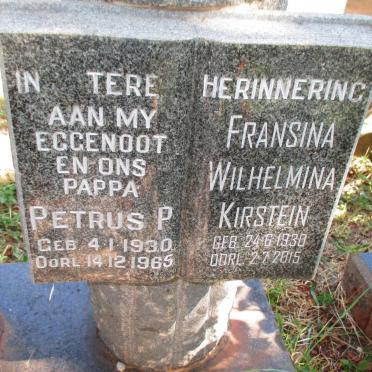 IN TERE HERINNERING
AAN MY
EGGENOOT
EN ONS
PAPPA
PETRUS P
GEB. 4.1.1930
OORL. 14.12.1965
FRANSINA
WILHELMINA
KIRSTEIN
GEB. 24-6-1930
OORL. 2-7-2015